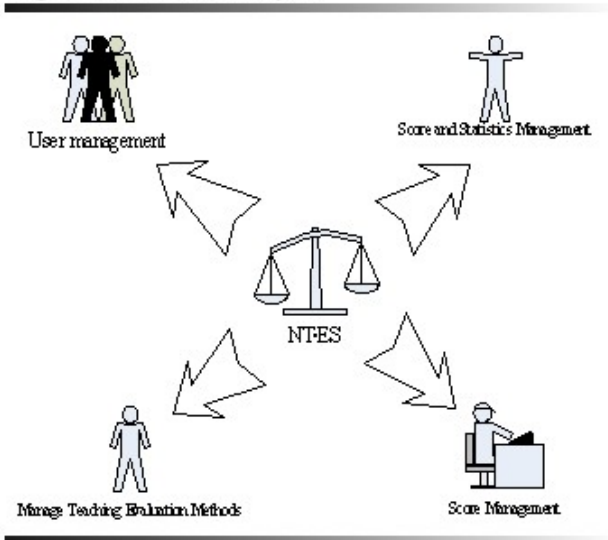 User management
Score and Statistics Management
NT-ES
Manage Teaching Evaluation Methods
Score Management